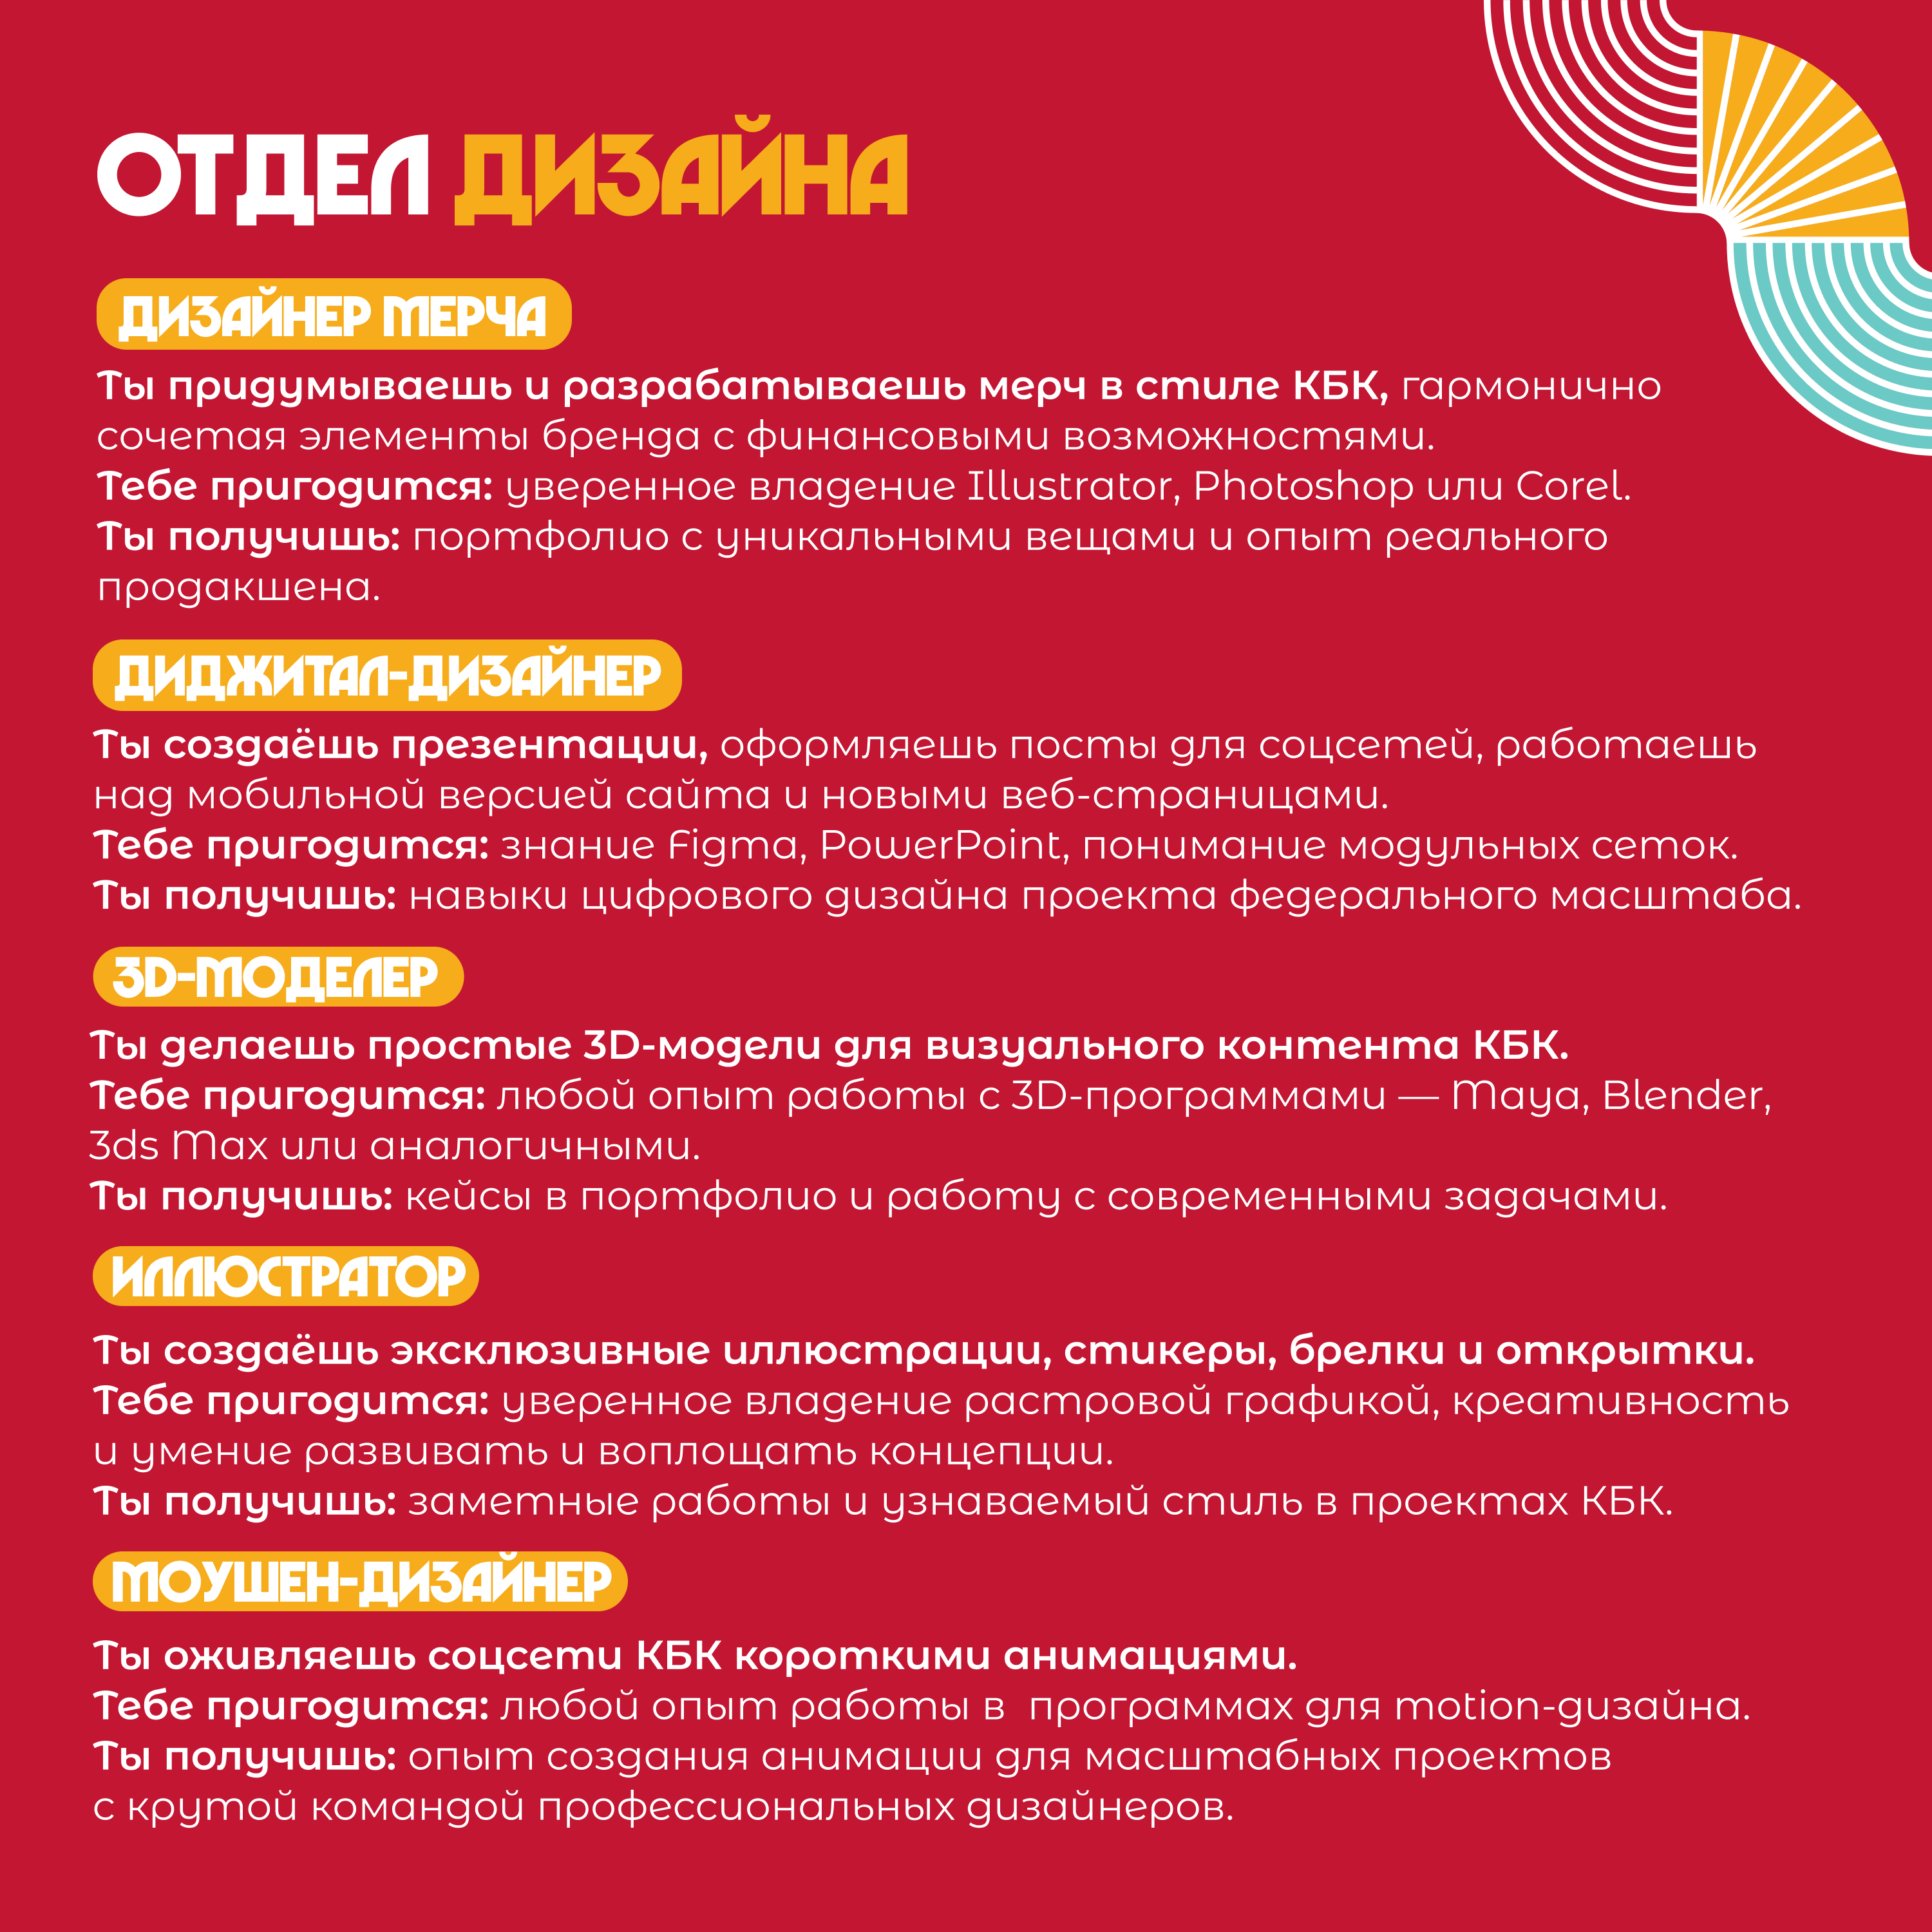 ОТДЕЛ ДИЗАЙНА
ДИЗАЙНЕР МЕРЧА
Ты придумываешь и разрабатываешь мерч в стиле КБК, гармонично
сочетая элементы бренда с финансовыми возможностями.
Тебе пригодится: уверенное владение Illustrator, Photoshop или Corel.
Ты получишь: портфолио с уникальными вещами и опыт реального
продакшена.
ДИДЖИТАЛ-ДИЗАЙНЕР
Ты создаёшь презентации, оформляешь посты для соцсетей, работаешь
над мобильной версией сайта и новыми веб-страницами.
Тебе пригодится: знание Figma, PowerPoint, понимание модульных сеток.
Ты получишь: навыки цифрового дизайна проекта федерального масштаба.
3D-МОДЕЛЕР
Ты делаешь простые 3D-модели для визуального контента КБК.
Тебе пригодится: любой опыт работы с 3D-программами — Maya, Blender,
3ds Max или аналогичными.
Ты получишь: кейсы в портфолио и работу с современными задачами.
ИЛЛЮСТРАТОР
Ты создаёшь эксклюзивные иллюстрации, стикеры, брелки и открытки.
Тебе пригодится: уверенное владение растровой графикой, креативность
и умение развивать и воплощать концепции.
Ты получишь: заметные работы и узнаваемый стиль в проектах КБК.
МОУШЕН-ДИЗАЙНЕР
Ты оживляешь соцсети КБК короткими анимациями.
Тебе пригодится: любой опыт работы в  программах для motion-дизайна.
Ты получишь: опыт создания анимации для масштабных проектов
с крутой командой профессиональных дизайнеров.